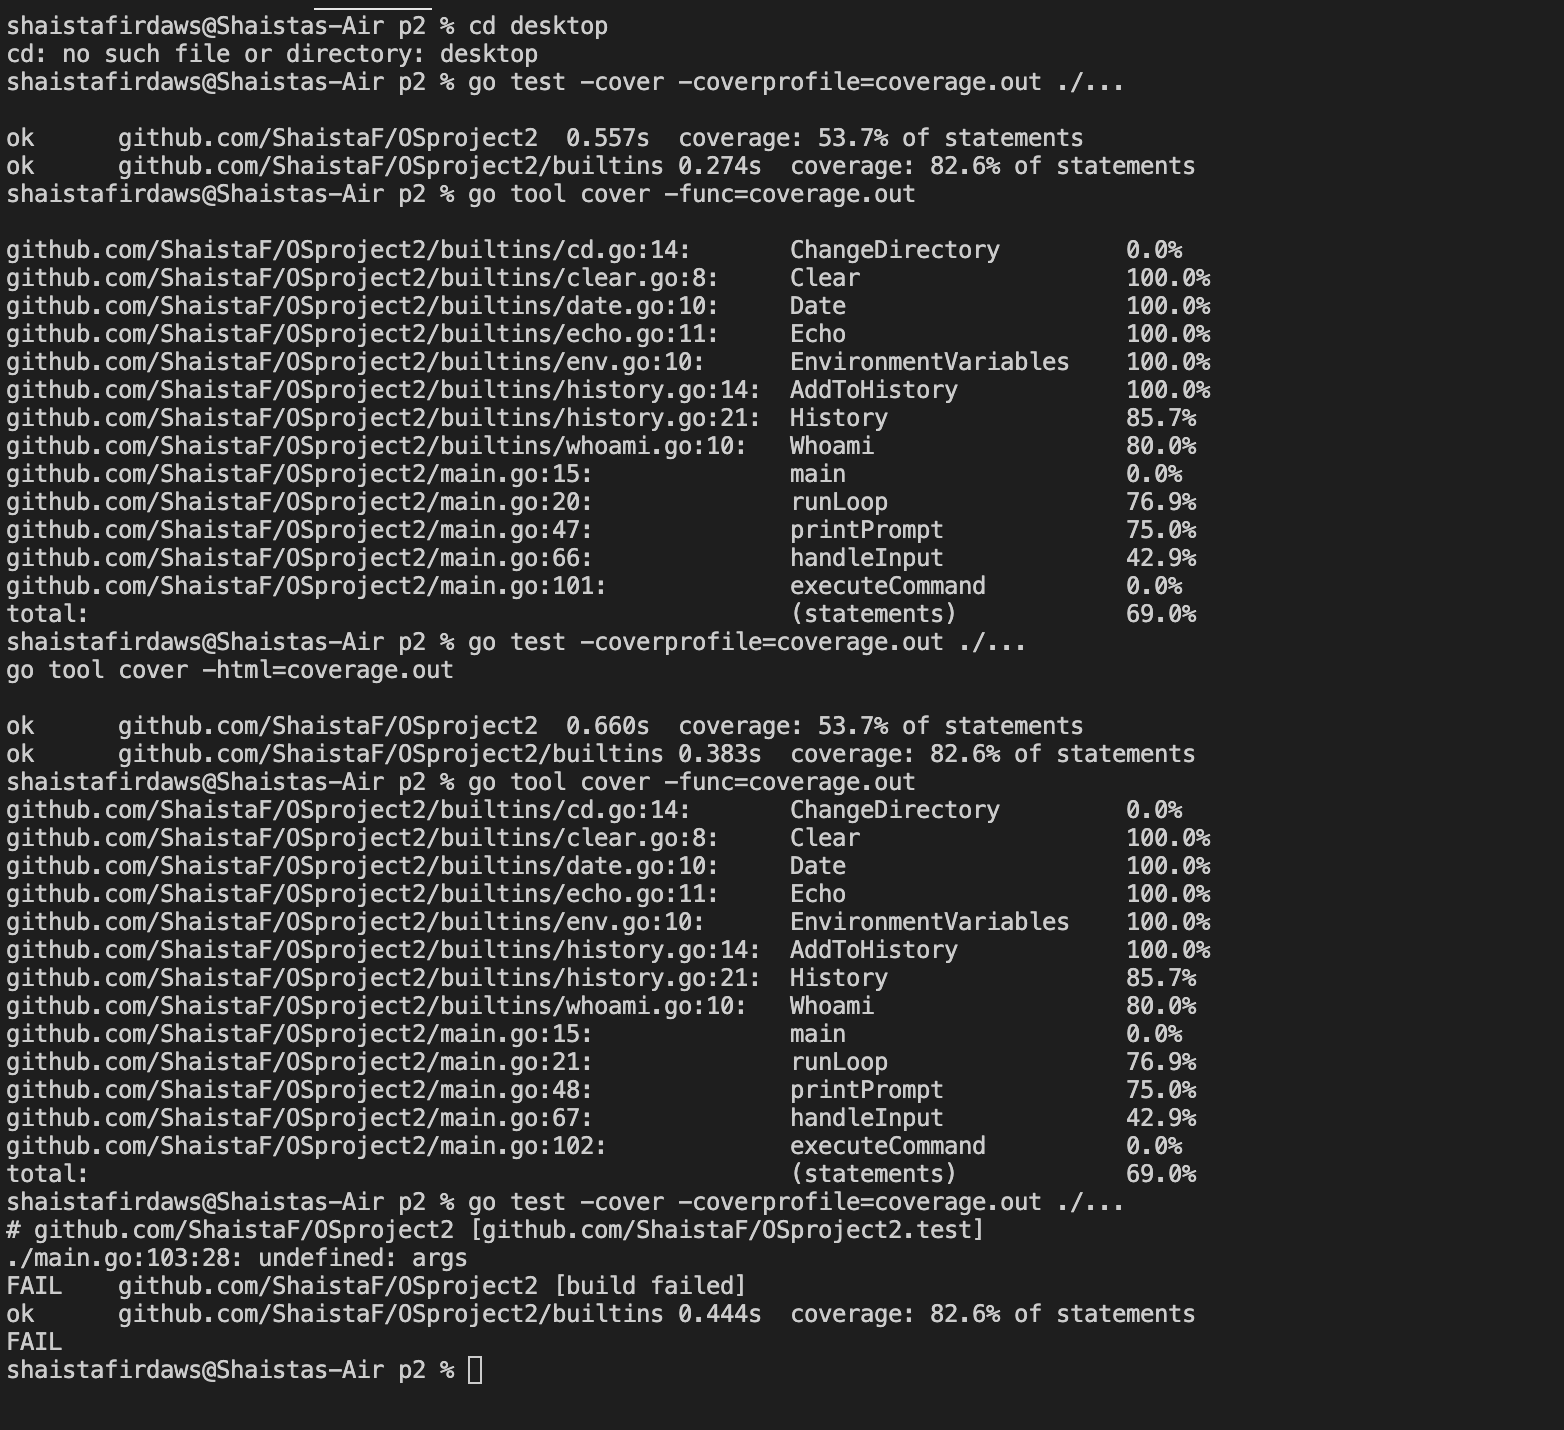 shaistafirdaws@Shaistas-Air p2 % cd desktop
cd: no such file or directory: desktop
shaistafirdaws@Shaistas-Air p2 % go test -cover -coverprofile=coverage.out ./...
ok      github.com/ShaistaF/OSproject2  0.557s  coverage: 53.7% of statements
ok      github.com/ShaistaF/OSproject2/builtins 0.274s  coverage: 82.6% of statements
shaistafirdaws@Shaistas-Air p2 % go tool cover -func=coverage.out
github.com/ShaistaF/OSproject2/builtins/cd.go:14:       ChangeDirectory         0.0%
github.com/ShaistaF/OSproject2/builtins/clear.go:8:     Clear                   100.0%
github.com/ShaistaF/OSproject2/builtins/date.go:10:     Date                    100.0%
github.com/ShaistaF/OSproject2/builtins/echo.go:11:     Echo                    100.0%
github.com/ShaistaF/OSproject2/builtins/env.go:10:      EnvironmentVariables    100.0%
github.com/ShaistaF/OSproject2/builtins/history.go:14:  AddToHistory            100.0%
github.com/ShaistaF/OSproject2/builtins/history.go:21:  History                 85.7%
github.com/ShaistaF/OSproject2/builtins/whoami.go:10:   Whoami                  80.0%
github.com/ShaistaF/OSproject2/main.go:15:              main                    0.0%
github.com/ShaistaF/OSproject2/main.go:20:              runLoop                 76.9%
github.com/ShaistaF/OSproject2/main.go:47:              printPrompt             75.0%
github.com/ShaistaF/OSproject2/main.go:66:              handleInput             42.9%
github.com/ShaistaF/OSproject2/main.go:101:             executeCommand          0.0%
total:                                                  (statements)            69.0%
shaistafirdaws@Shaistas-Air p2 % go test -coverprofile=coverage.out ./...
go tool cover -html=coverage.out
ok      github.com/ShaistaF/OSproject2  0.660s  coverage: 53.7% of statements
ok      github.com/ShaistaF/OSproject2/builtins 0.383s  coverage: 82.6% of statements
shaistafirdaws@Shaistas-Air p2 % go tool cover -func=coverage.out
github.com/ShaistaF/OSproject2/builtins/cd.go:14:       ChangeDirectory         0.0%
github.com/ShaistaF/OSproject2/builtins/clear.go:8:     Clear                   100.0%
github.com/ShaistaF/OSproject2/builtins/date.go:10:     Date                    100.0%
github.com/ShaistaF/OSproject2/builtins/echo.go:11:     Echo                    100.0%
github.com/ShaistaF/OSproject2/builtins/env.go:10:      EnvironmentVariables    100.0%
github.com/ShaistaF/OSproject2/builtins/history.go:14:  AddToHistory            100.0%
github.com/ShaistaF/OSproject2/builtins/history.go:21:  History                 85.7%
github.com/ShaistaF/OSproject2/builtins/whoami.go:10:   Whoami                  80.0%
github.com/ShaistaF/OSproject2/main.go:15:              main                    0.0%
github.com/ShaistaF/OSproject2/main.go:21:              runLoop                 76.9%
github.com/ShaistaF/OSproject2/main.go:48:              printPrompt             75.0%
github.com/ShaistaF/OSproject2/main.go:67:              handleInput             42.9%
github.com/ShaistaF/OSproject2/main.go:102:             executeCommand          0.0%
total:                                                  (statements)            69.0%
shaistafirdaws@Shaistas-Air p2 % go test -cover -coverprofile=coverage.out ./...
# github.com/ShaistaF/OSproject2 [github.com/ShaistaF/OSproject2.test]
./main.go:103:28: undefined: args
FAIL    github.com/ShaistaF/OSproject2 [build failed]
ok      github.com/ShaistaF/OSproject2/builtins 0.444s  coverage: 82.6% of statements
FAIL
shaistafirdaws@Shaistas-Air p2 %